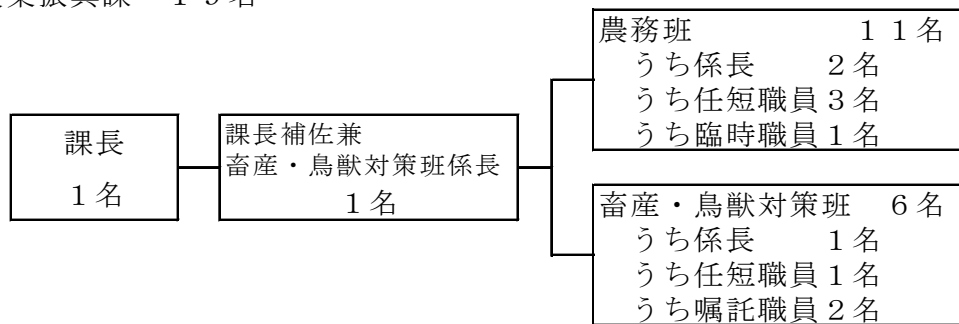 課長
１名
課長補佐兼
畜産・鳥獣対策班係長
１名
農務班　１１名
うち係長　２名
うち任短職員３名
うち臨時職員１名
畜産・鳥獣対策班　６名
うち係長　１名
うち任短職員１名
うち嘱託職員２名